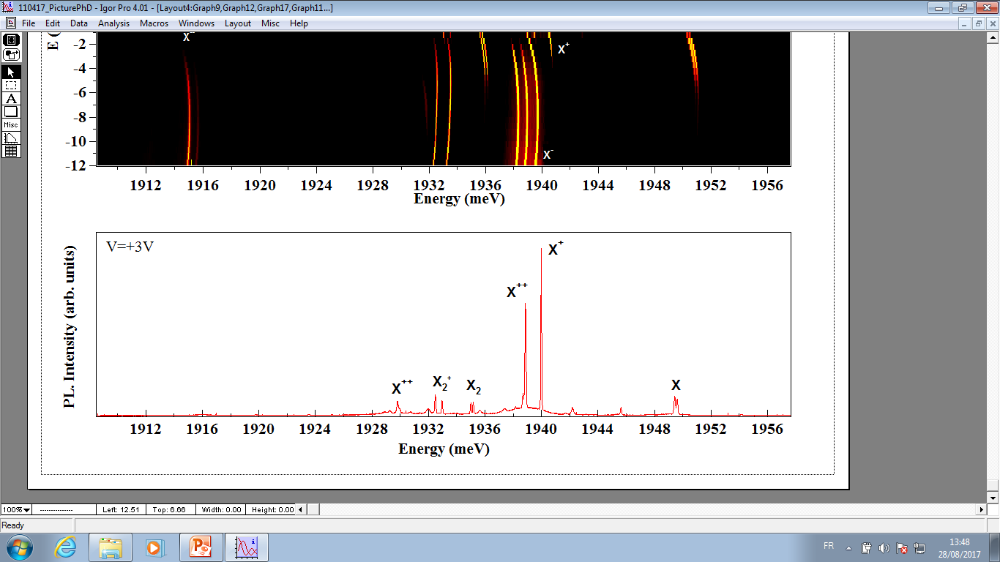 110417_PicturePhD - Igor Pro 4.01 - [Layout4:Graph9,Graph12,Graph17,Graph11...]
File Edit Data Analysis Macros Windows Layout Misc Help
E (
-2
-4
-6
-8
-10
-12
X⁺
X⁻
Misc
1912 1916 1920 1924 1928 1932 1936 1940 1944 1948 1952 1956
Energy (meV)
PL. Intensity (arb. units)
V=+3V
X⁺
X⁺⁺
X⁺⁺
X₂⁺
X₂
X
1912 1916 1920 1924 1928 1932 1936 1940 1944 1948 1952 1956
Energy (meV)
100% Left: 12.51 Top: 6.66 Width: 0.00 Height: 0.00
Ready
FR
13:48
28/08/2017